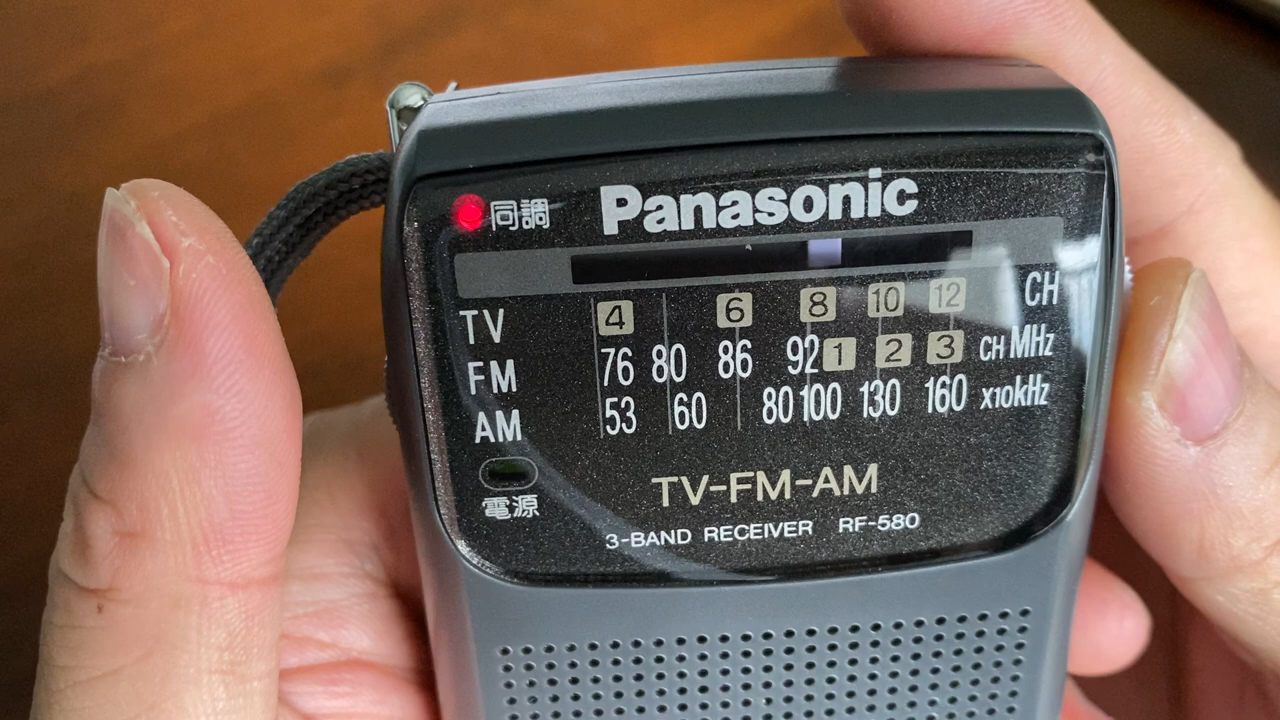 同調 Panasonic
TV 4 6 8 10 12 CH
FM 76 80 86 92 1 2 3 CH MHz
AM 53 60 80 100 130 160 x10kHz
電源
TV-FM-AM
3-BAND RECEIVER RF-580